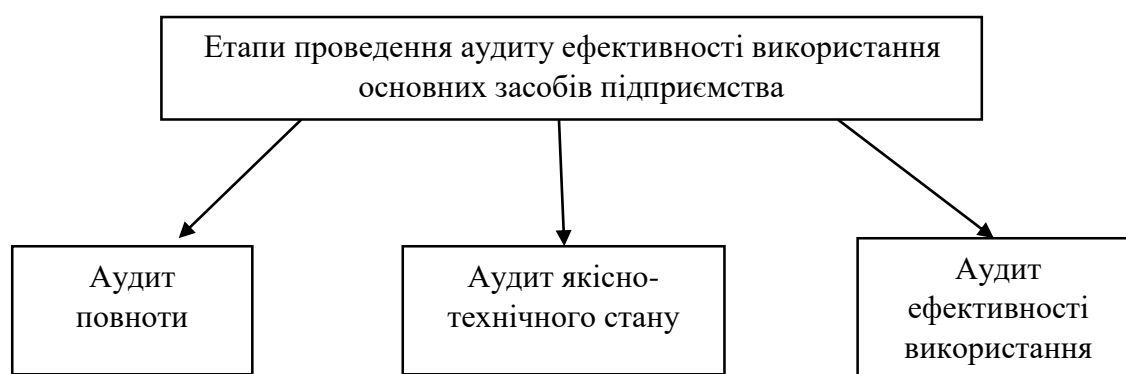 Етапи проведення аудиту ефективності використання
основних засобів підприємства
Аудит
повноти
Аудит якісно-
технічного стану
Аудит
ефективності
використання